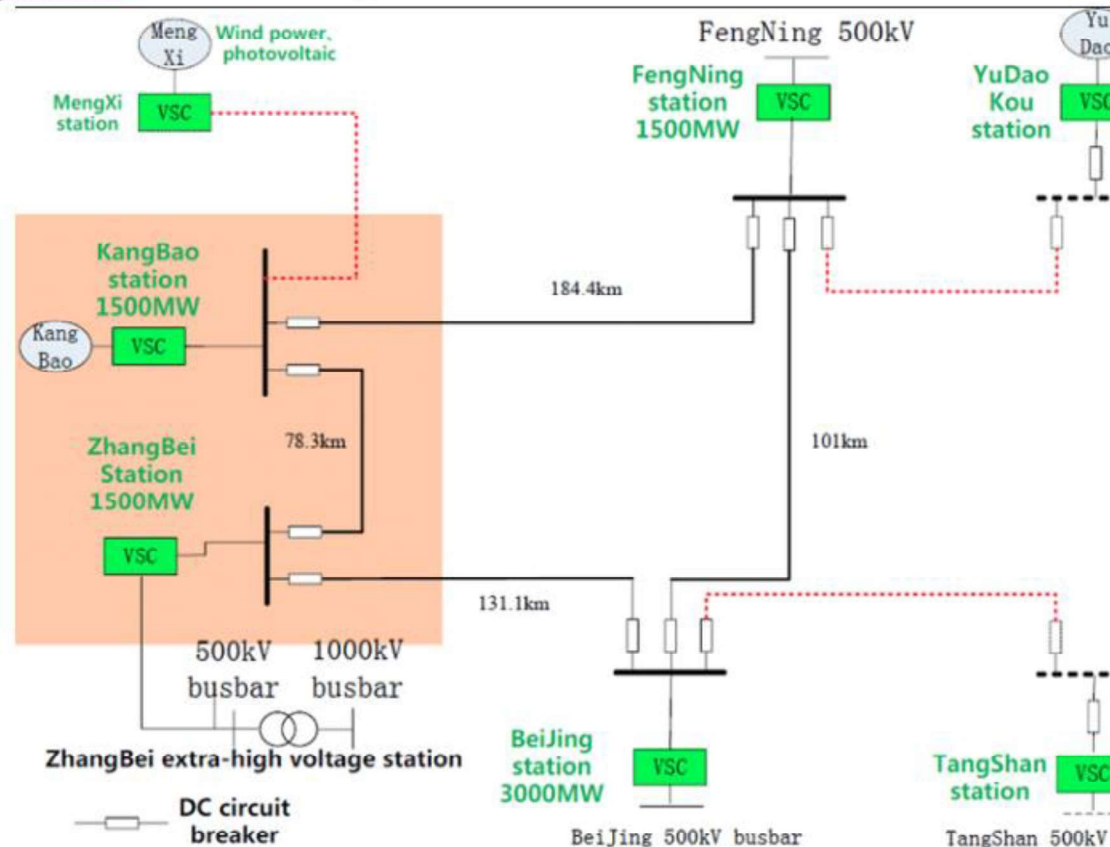 Meng
Xi
Wind power、
photovoltaic
MengXi
station
VSC
FengNing 500kV
FengNing
station
1500MW
VSC
Yu
Dao
YuDao
Kou
station
VSC
KangBao
station
1500MW
Kang
Bao
VSC
184.4km
78.3km
101km
ZhangBei
Station
1500MW
VSC
131.1km
500kV
busbar
1000kV
busbar
ZhangBei extra-high voltage station
DC circuit
breaker
BeiJing
station
3000MW
VSC
BeiJing 500kV busbar
TangShan
station
VSC
TangShan 500kV